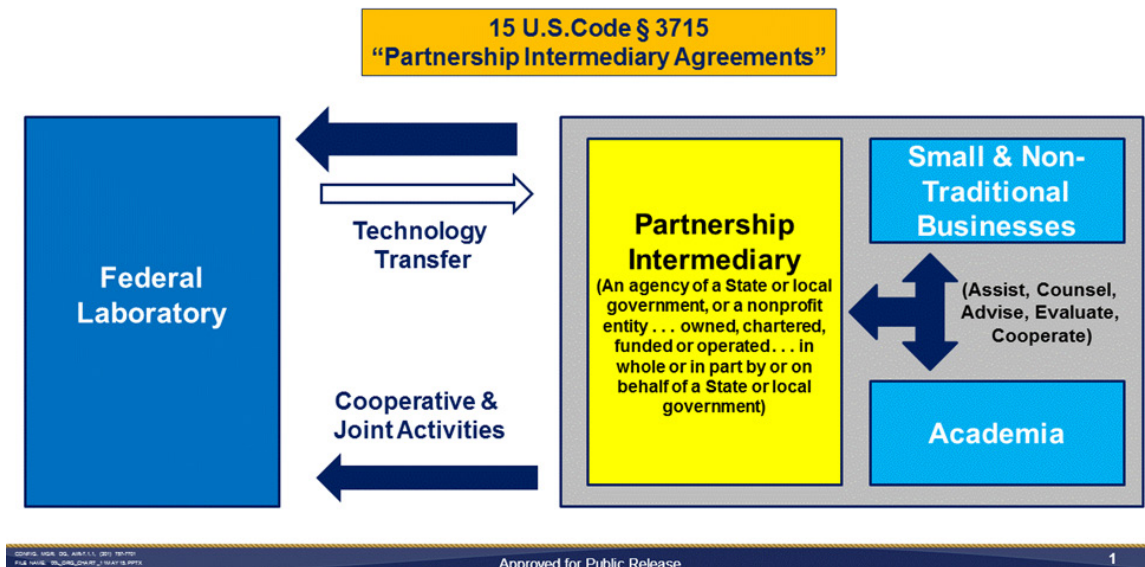 15 U.S.Code § 3715
“Partnership Intermediary Agreements”
Federal
Laboratory
Technology
Transfer
Cooperative &
Joint Activities
Partnership
Intermediary
(An agency of a State or local
government, or a nonprofit
entity . . . owned, chartered,
funded or operated . . . in
whole or in part by or on
behalf of a State or local
government)
Small & Non-
Traditional
Businesses
(Assist, Counsel,
Advise, Evaluate,
Cooperate)
Academia
Approved for Public Release
1